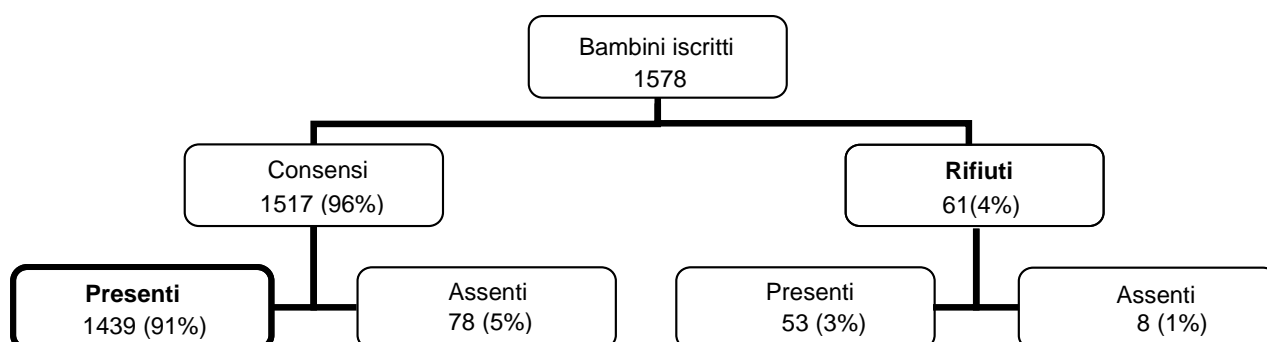 Bambini iscritti
1578
Consensi
1517 (96%)
Rifiuti
61(4%)
Presenti
1439 (91%)
Assenti
78 (5%)
Presenti
53 (3%)
Assenti
8 (1%)